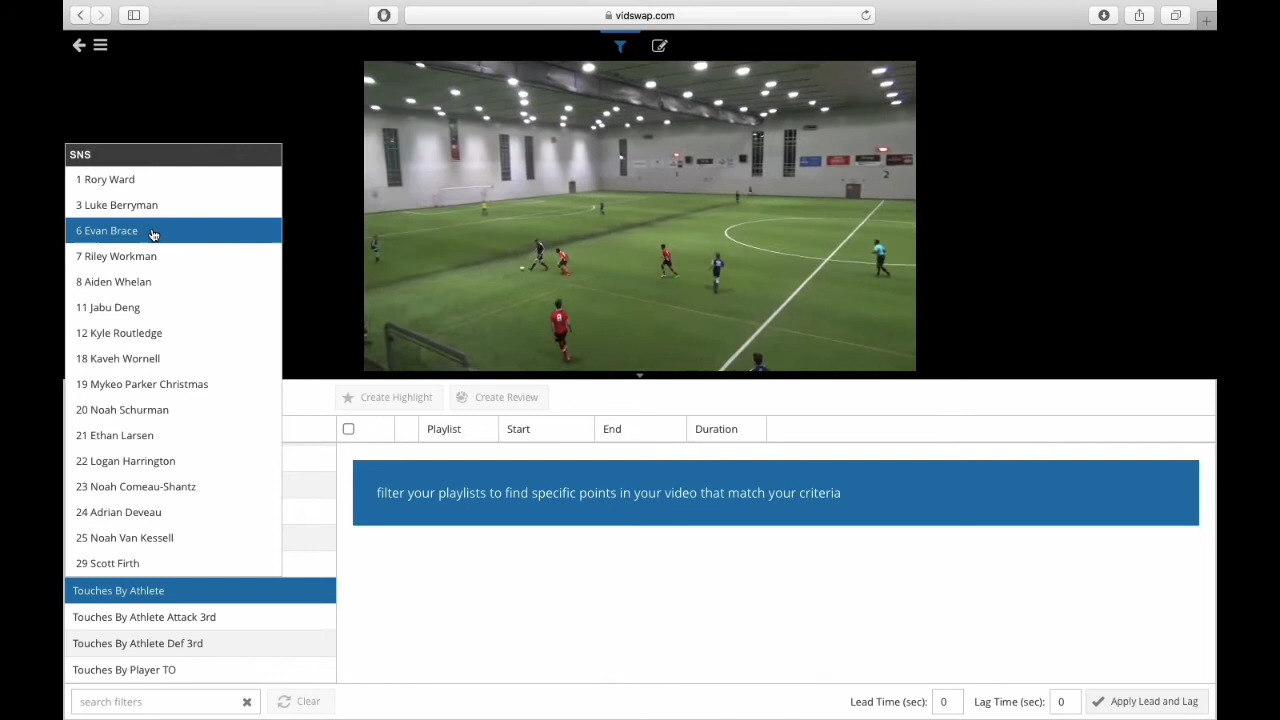 vidswap.com
SNS
1 Rory Ward
3 Luke Berryman
6 Evan Brace
7 Riley Workman
8 Aiden Whelan
11 Jabu Deng
12 Kyle Routledge
18 Kaveh Wornell
19 Mykeo Parker Christmas
20 Noah Schurman
21 Ethan Larsen
22 Logan Harrington
23 Noah Comeau-Shantz
24 Adrian Deveau
25 Noah Van Kessell
29 Scott Firth
Touches By Athlete
Touches By Athlete Attack 3rd
Touches By Athlete Def 3rd
Touches By Player TO
search filters
Clear
2
8
Create Highlight
Create Review
Playlist Start End Duration
filter your playlists to find specific points in your video that match your criteria
Lead Time (sec): 0 Lag Time (sec): 0 Apply Lead and Lag